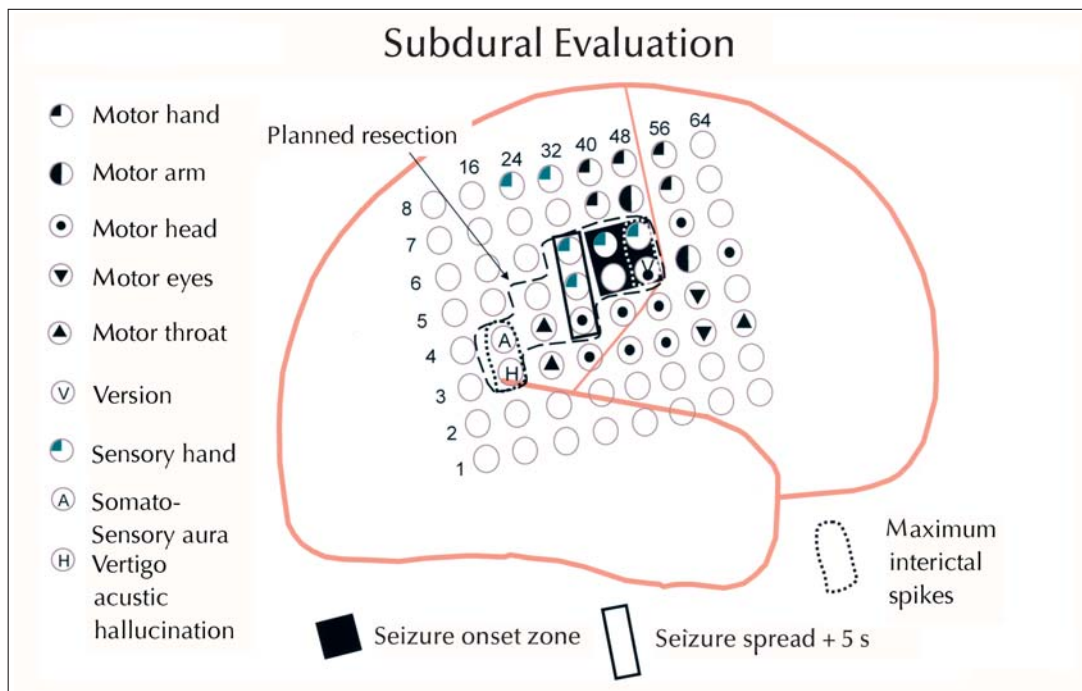 Subdural Evaluation
Motor hand
Motor arm
Motor head
Motor eyes
Motor throat
V Version
Sensory hand
A Somato-
Sensory aura
H Vertigo
acustic
hallucination
Planned resection
16 24 32 40 48 56 64
8
7
6
5
4
3
2
1
V
A
H
Maximum
interictal
spikes
Seizure onset zone
Seizure spread + 5 s